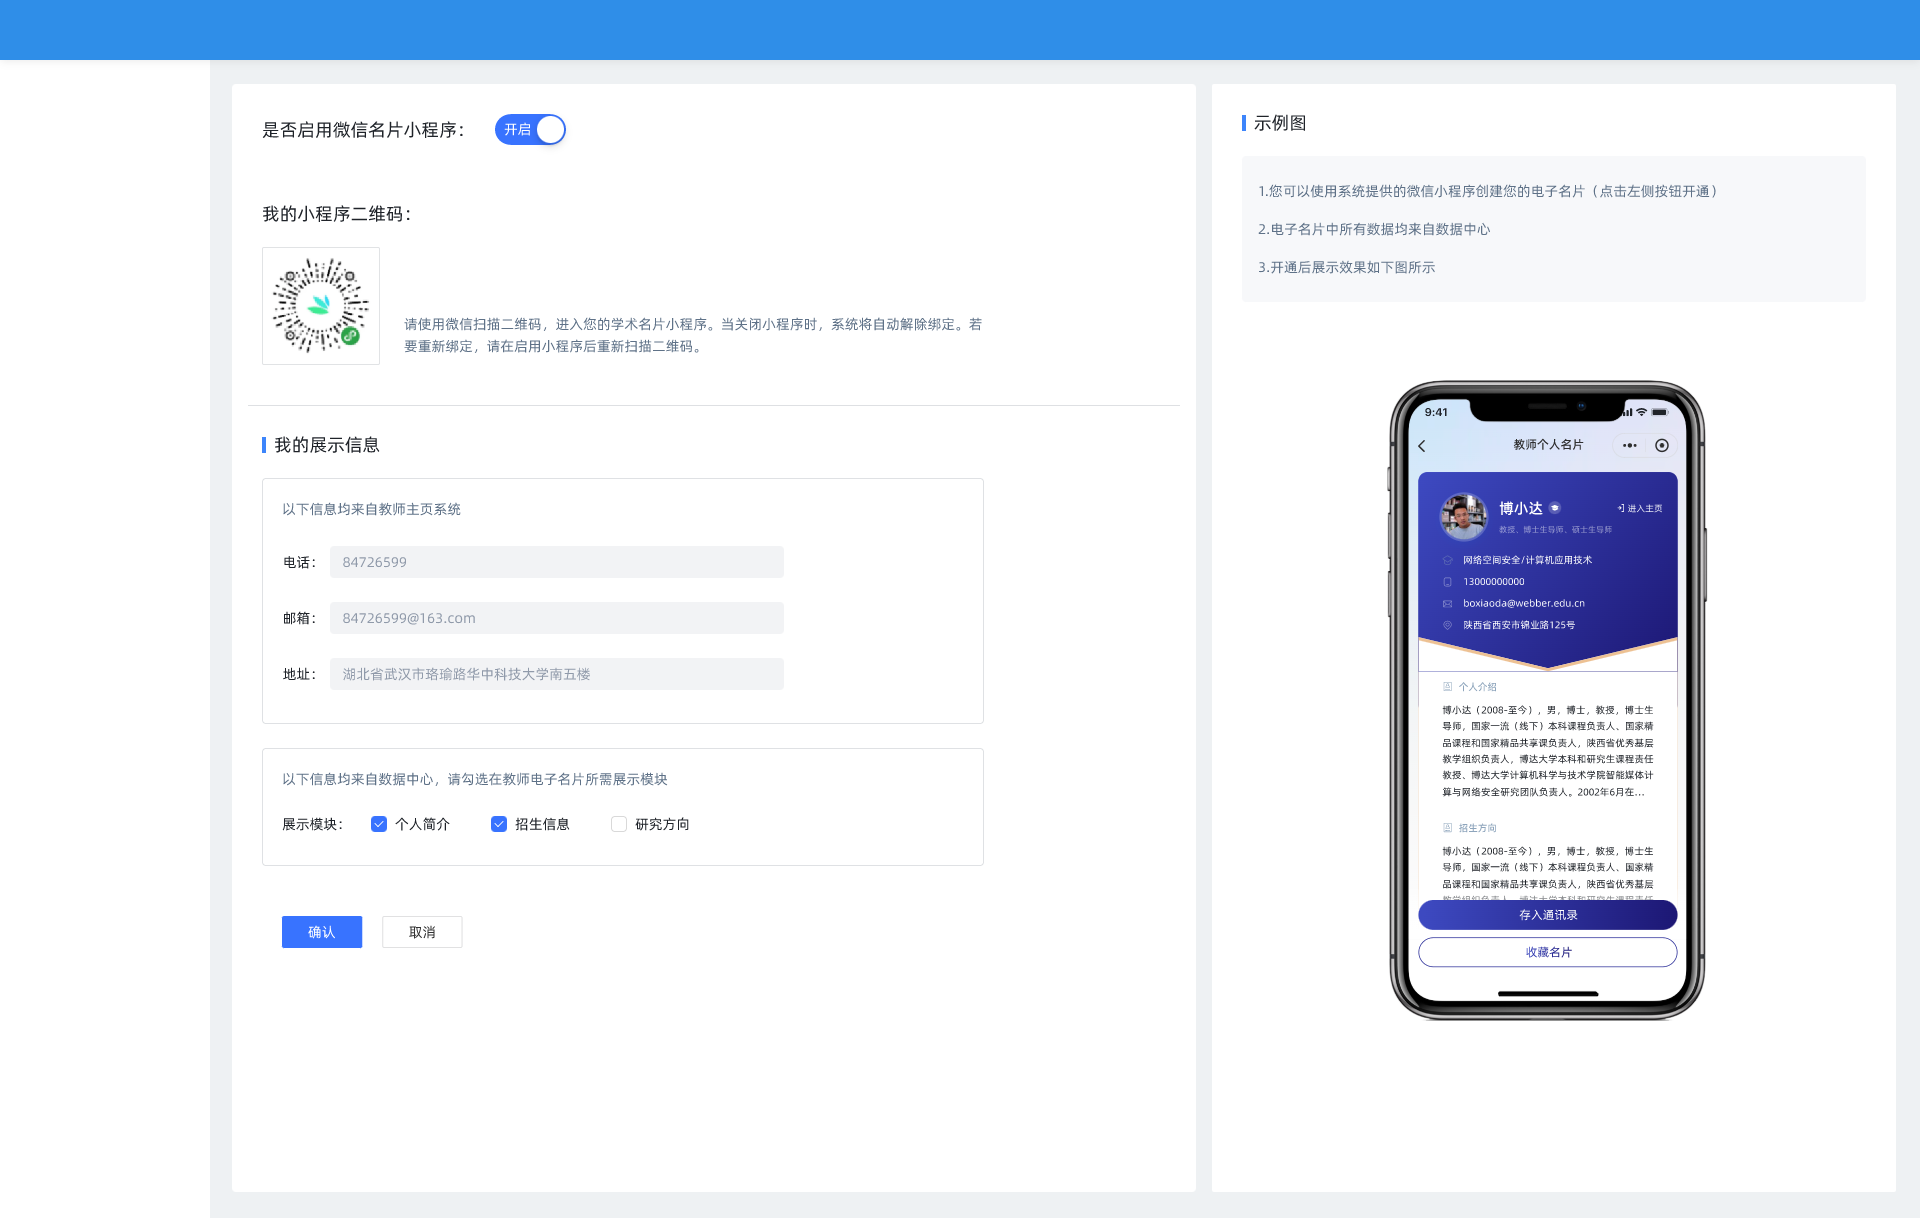 是否启用微信名片小程序：
开启
我的小程序二维码：
请使用微信扫描二维码，进入您的学术名片小程序。当关闭小程序时，系统将自动解除绑定。若
要重新绑定，请在启用小程序后重新扫描二维码。
我的展示信息
以下信息均来自教师主页系统
电话： 84726599
邮箱： 84726599@163.com
地址： 湖北省武汉市珞瑜路华中科技大学南五楼
以下信息均来自数据中心，请勾选在教师电子名片所需展示模块
展示模块： 个人简介 招生信息 研究方向
确认 取消
示例图
1.您可以使用系统提供的微信小程序创建您的电子名片（点击左侧按钮开通）
2.电子名片中所有数据均来自数据中心
3.开通后展示效果如下图所示
9:41
教师个人名片
博小达 进入主页
教授、博士生导师、硕士生导师
网络空间安全/计算机应用技术
13000000000
boxiaoda@webber.edu.cn
陕西省西安市锦业路125号
个人介绍
博小达（2008-至今），男，博士，教授，博士生
导师，国家一流（线下）本科课程负责人、国家精
品课程和国家精品共享课负责人，陕西省优秀基层
教学组织负责人，博达大学本科和研究生课程责任
教授、博达大学计算机科学与技术学院智能媒体计
算与网络安全研究团队负责人。2002年6月在...
招生方向
博小达（2008-至今），男，博士，教授，博士生
导师，国家一流（线下）本科课程负责人、国家精
品课程和国家精品共享课负责人，陕西省优秀基层
教学组织负责人，博达大学本科和研究生课程责任
存入通讯录
收藏名片